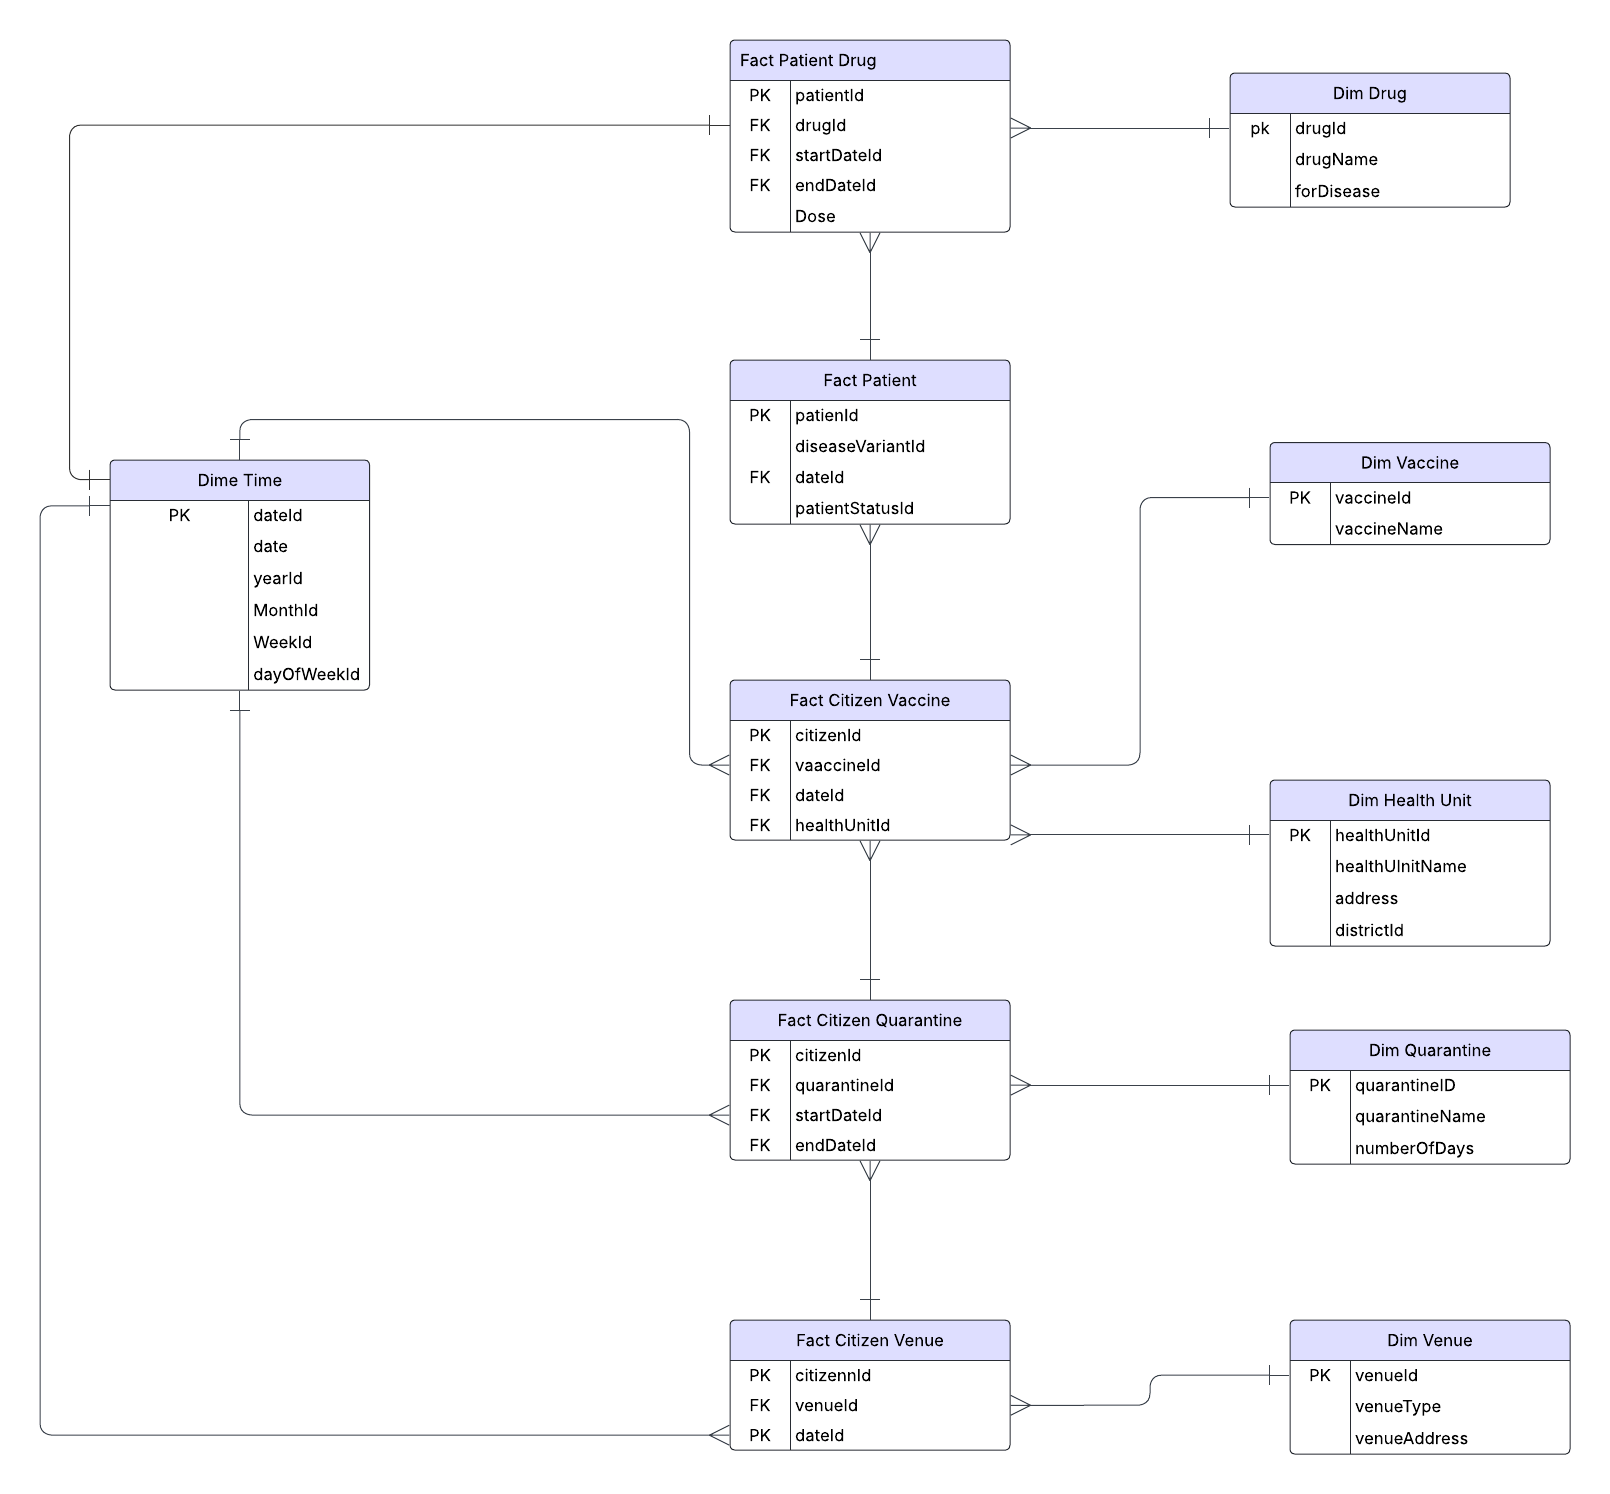 Fact Patient Drug
PK patientId
FK drugId
FK startDateId
FK endDateId
Dose
Dim Drug
pk drugId
drugName
forDisease
Fact Patient
PK patienId
diseaseVariantId
FK dateId
patientStatusId
Dime Time
PK dateId
date
yearId
MonthId
WeekId
dayOfWeekId
Dim Vaccine
PK vaccineId
vaccineName
Fact Citizen Vaccine
PK citizenId
FK vaaccineId
FK dateId
FK healthUnitId
Dim Health Unit
PK healthUnitId
healthUInitName
address
districtId
Fact Citizen Quarantine
PK citizenId
FK quarantineId
FK startDateId
FK endDateId
Dim Quarantine
PK quarantineID
quarantineName
numberOfDays
Fact Citizen Venue
PK citizennId
FK venueId
PK dateId
Dim Venue
PK venueId
venueType
venueAddress